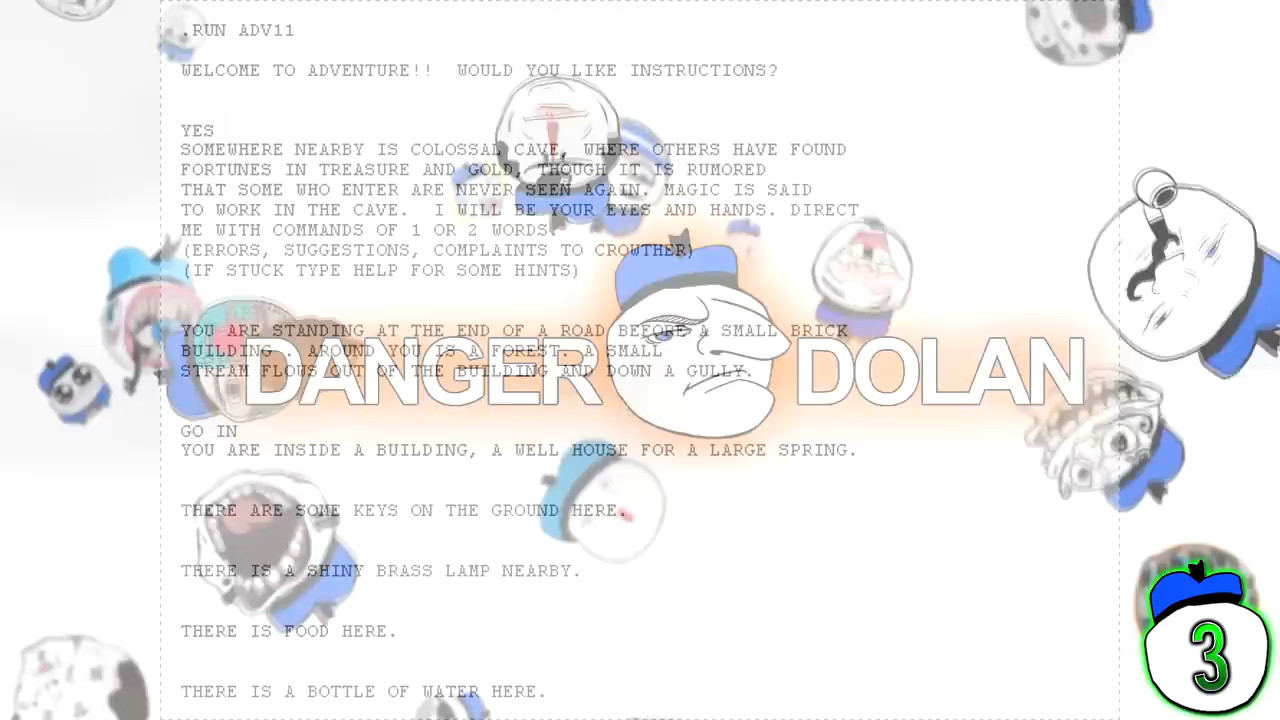 .RUN ADV11
WELCOME TO ADVENTURE!! WOULD YOU LIKE INSTRUCTIONS?
YES
SOMEWHERE NEARBY IS COLOSSAL CAVE, WHERE OTHERS HAVE FOUND
FORTUNES IN TREASURE AND GOLD, THOUGH IT IS RUMORED
THAT SOME WHO ENTER ARE NEVER SEEN AGAIN. MAGIC IS SAID
TO WORK IN THE CAVE. I WILL BE YOUR EYES AND HANDS. DIRECT
ME WITH COMMANDS OF 1 OR 2 WORDS.
(ERRORS, SUGGESTIONS, COMPLAINTS TO CROWTHER)
(IF STUCK TYPE HELP FOR SOME HINTS)
YOU ARE STANDING AT THE END OF A ROAD BEFORE A SMALL BRICK
BUILDING . AROUND YOU IS A FOREST. A SMALL
STREAM FLOWS OUT OF THE BUILDING AND DOWN A GULLY.
DANGER DOLAN
GO IN
YOU ARE INSIDE A BUILDING, A WELL HOUSE FOR A LARGE SPRING.
THERE ARE SOME KEYS ON THE GROUND HERE.
THERE IS A SHINY BRASS LAMP NEARBY.
THERE IS FOOD HERE.
3
THERE IS A BOTTLE OF WATER HERE.